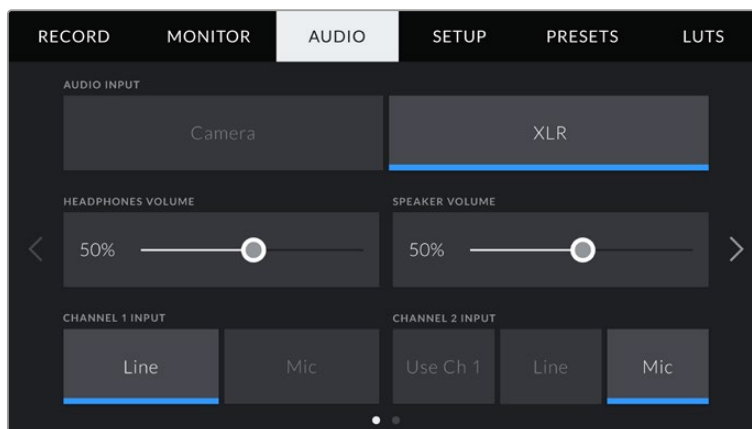 RECORD MONITOR AUDIO SETUP PRESETS LUTS
AUDIO INPUT
Camera XLR
HEADPHONES VOLUME SPEAKER VOLUME
50% 50%
CHANNEL 1 INPUT CHANNEL 2 INPUT
Line Mic Use Ch 1 Line Mic